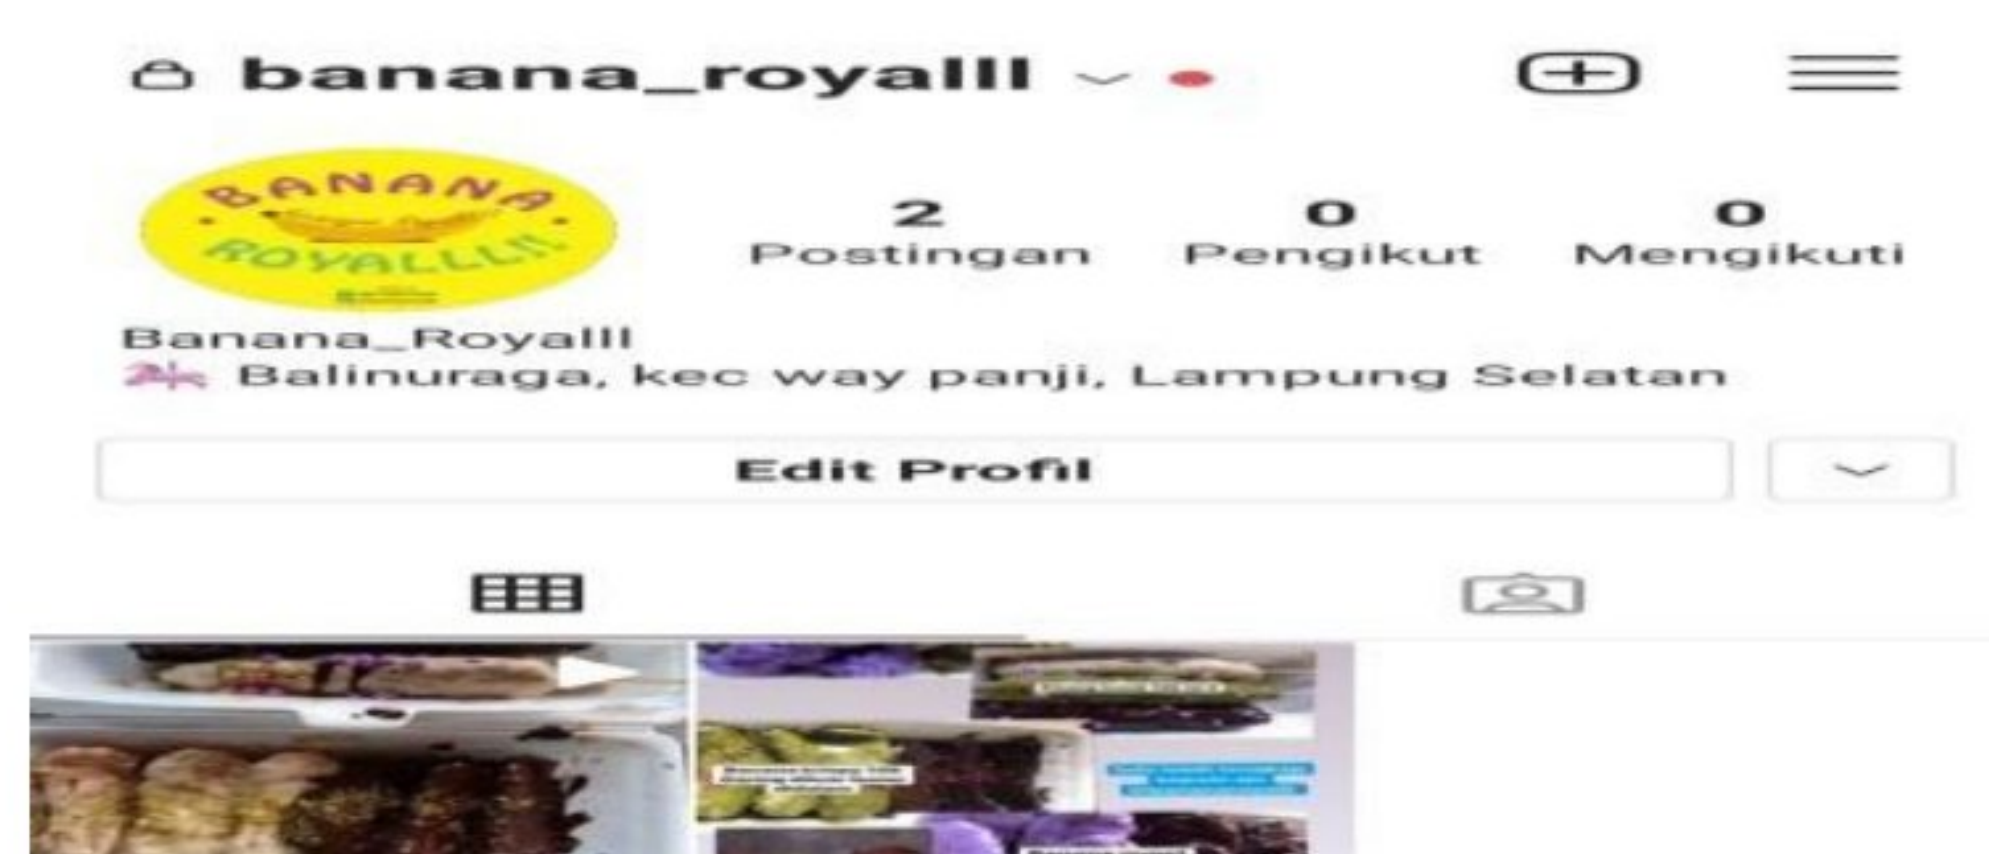 banana_royalll
BANANA
ROYALLL!!
2
0
0
Postingan
Pengikut
Mengikuti
Banana_Royalll
Balinuraga, kec way panji, Lampung Selatan
Edit Profil